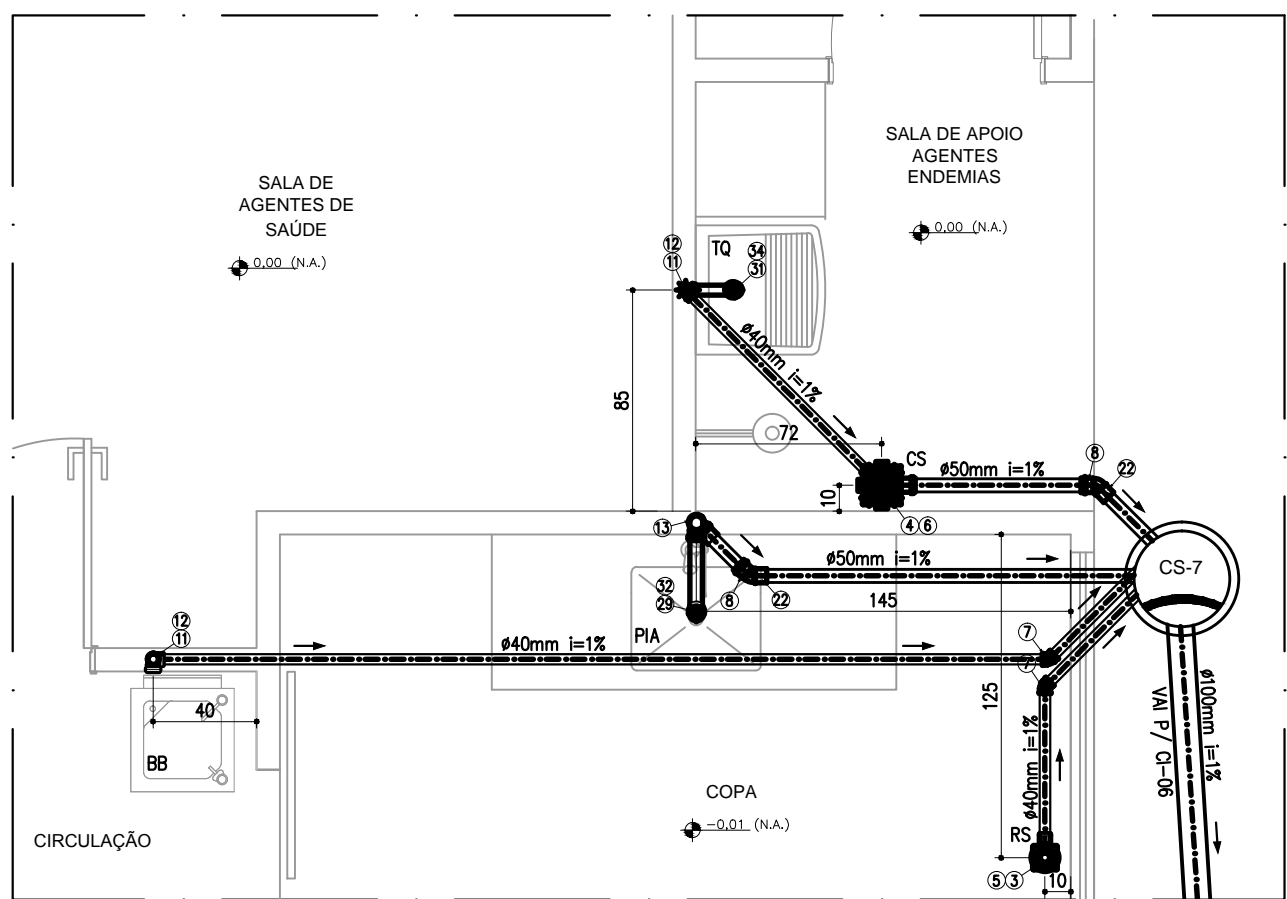 SALA DE
AGENTES DE
SAÚDE
0,00 (N.A.)
SALA DE APOIO
AGENTES
ENDEMIAS
0,00 (N.A.)
12
11
TQ
34
31
ø40mm i=1%
85
72
CS
ø50mm i=1%
8
22
10
4 6
13
ø50mm i=1%
CS-7
32
29
8
22
145
PIA
12
11
ø40mm i=1%
7
7
40
BB
125
ø40mm i=1%
ø100mm i=1%
VAI P/ CI-06
COPA
-0,01 (N.A.)
RS
CIRCULAÇÃO
5 3
10